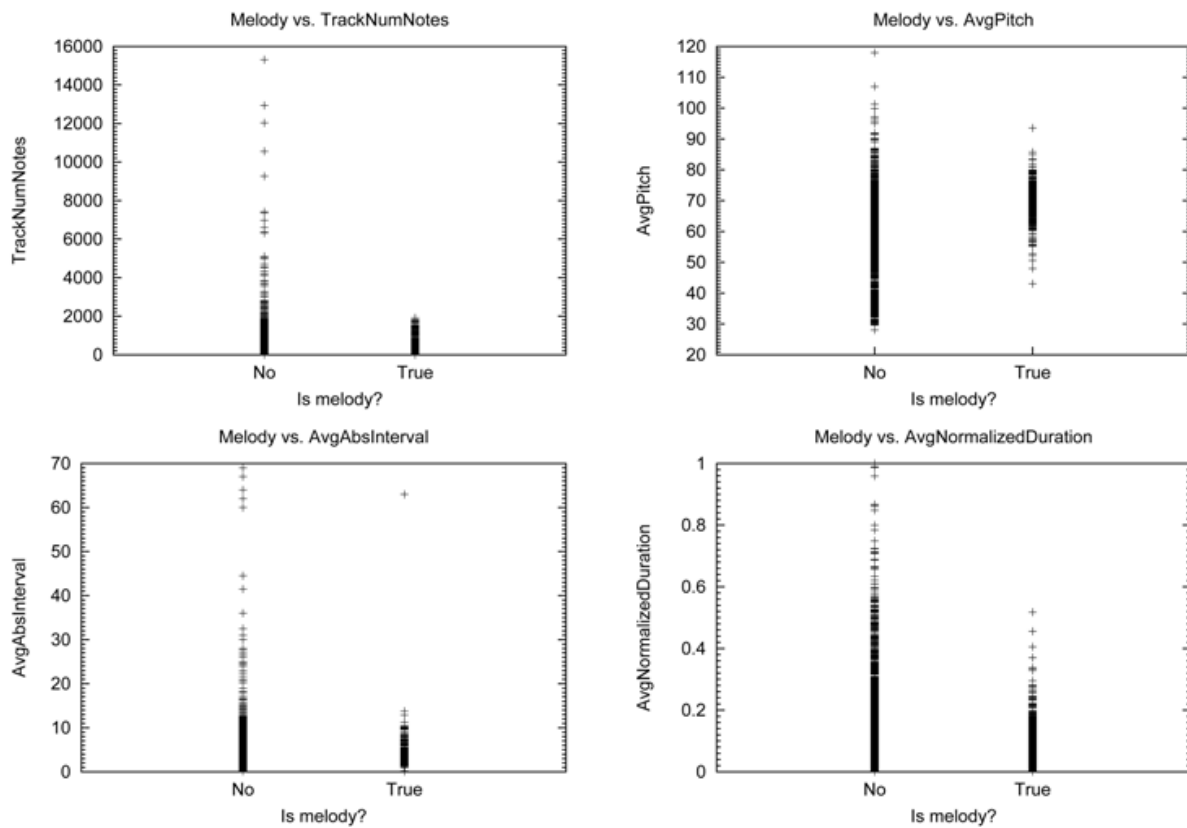 Melody vs. TrackNumNotes
TrackNumNotes
16000
14000
12000
10000
8000
6000
4000
2000
0
No True
Is melody?
Melody vs. AvgPitch
AvgPitch
120
110
100
90
80
70
60
50
40
30
20
No True
Is melody?
Melody vs. AvgAbsInterval
AvgAbsInterval
70
60
50
40
30
20
10
0
No True
Is melody?
Melody vs. AvgNormalizedDuration
AvgNormalizedDuration
1
0.8
0.6
0.4
0.2
0
No True
Is melody?